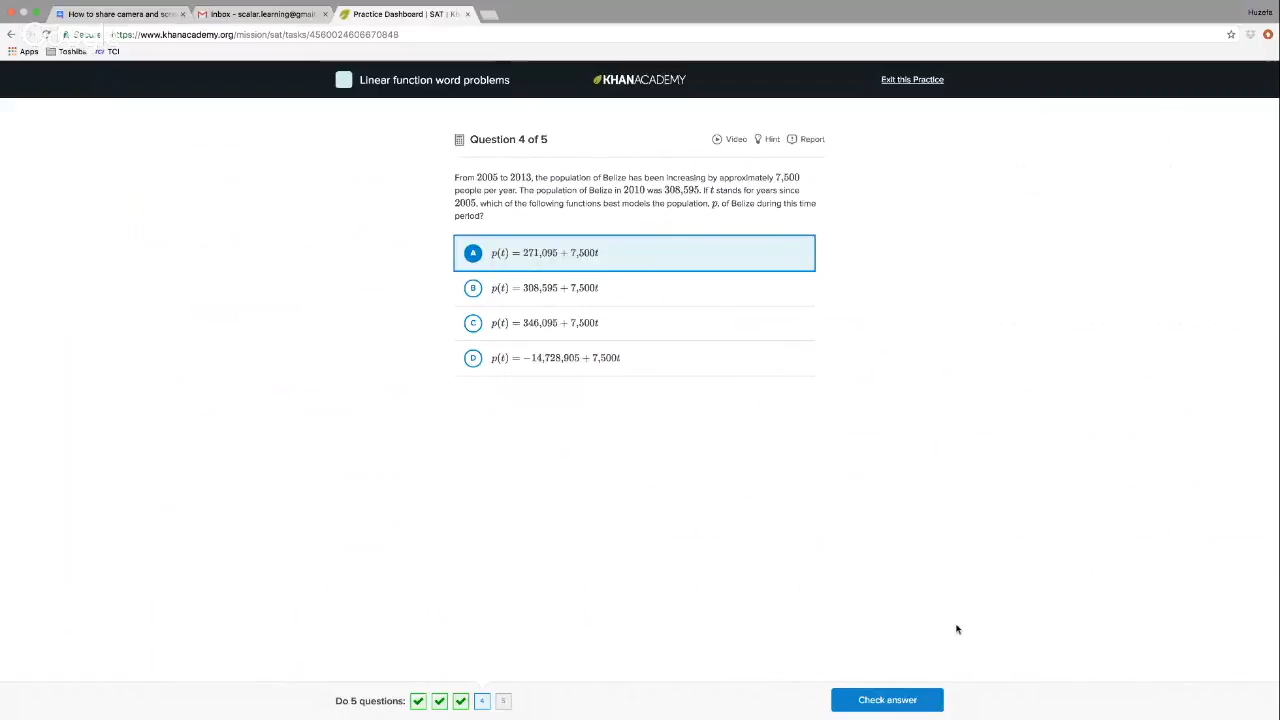 How to share camera and scr
Inbox - scalar.learning@gmail
Practice Dashboard | SAT | Kh
Huzefa
Secure
https://www.khanacademy.org/mission/sat/tasks/4560024606670848
Apps
Toshiba
TCI
Linear function word problems
KHANACADEMY
Exit this Practice
Question 4 of 5
Video
Hint
Report
From 2005 to 2013, the population of Belize has been increasing by approximately 7,500
people per year. The population of Belize in 2010 was 308,595. If t stands for years since
2005, which of the following functions best models the population, p, of Belize during this time
period?
A p(t) = 271,095 + 7,500t
B p(t) = 308,595 + 7,500t
C p(t) = 346,095 + 7,500t
D p(t) = −14,728,905 + 7,500t
Do 5 questions:
4
5
Check answer